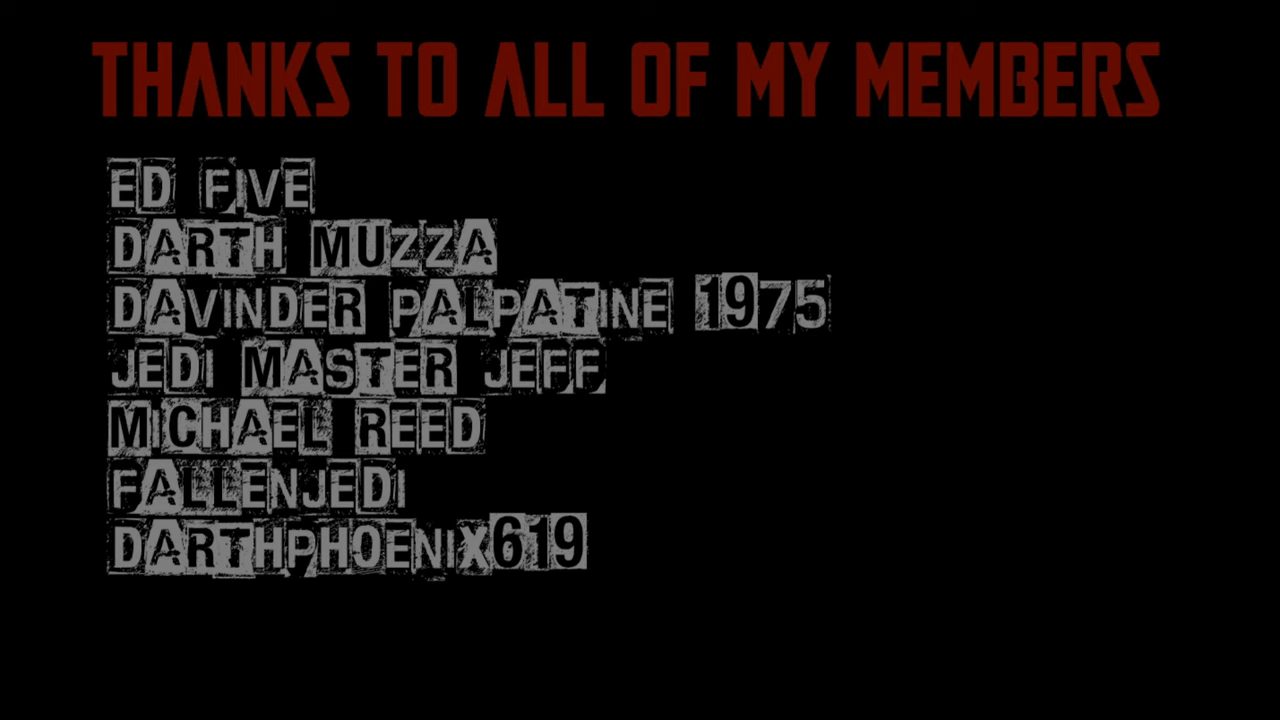 THANKS TO ALL OF MY MEMBERS
ED FIVE
DARTH MUZZA
DAVINDER PALPATINE 1975
JEDI MASTER JEFF
MICHAEL REED
FALLENJEDI
DARTHPHOENIX619